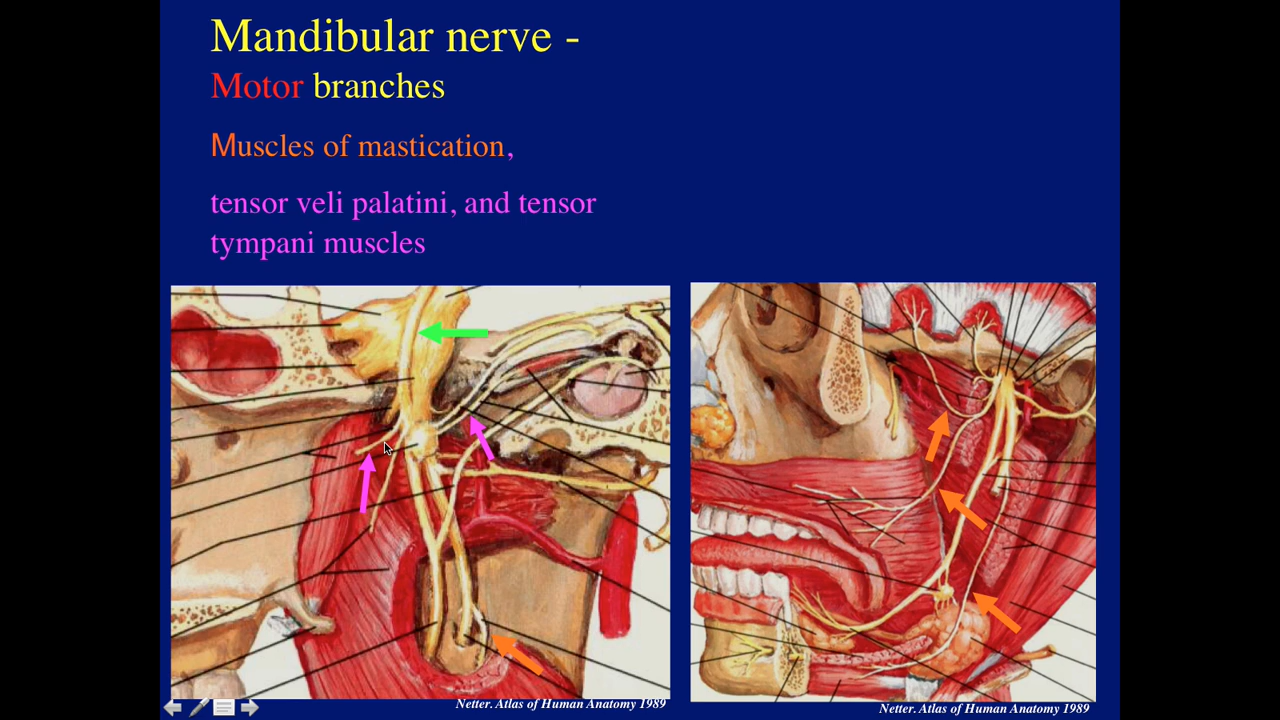 Mandibular nerve -
Motor branches
Muscles of mastication,
tensor veli palatini, and tensor
tympani muscles
Netter. Atlas of Human Anatomy 1989
Netter. Atlas of Human Anatomy 1989